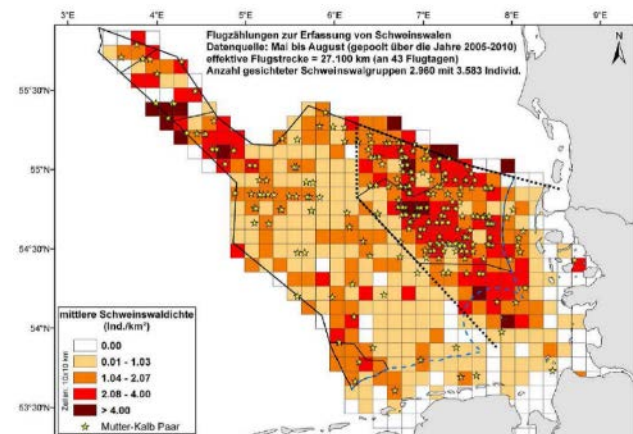 3°E 4°E 5°E 6°E 7°E 8°E 9°E
Flugzählungen zur Erfassung von Schweinswalen
Datenquelle: Mai bis August (gepoolt über die Jahre 2005-2010)
effektive Flugstrecke = 27.100 km (an 43 Flugtagen)
Anzahl gesichteter Schweinswalgruppen 2.960 mit 3.583 Individ.
N
55°30'E
55°N
54°30'N
54°N
53°30'N
mittlere Schweinswaldichte
(Ind./km²)
Zellen: 10x10 km
0.00
0.01 - 1.03
1.04 - 2.07
2.08 - 4.00
> 4.00
Mutter-Kalb Paar